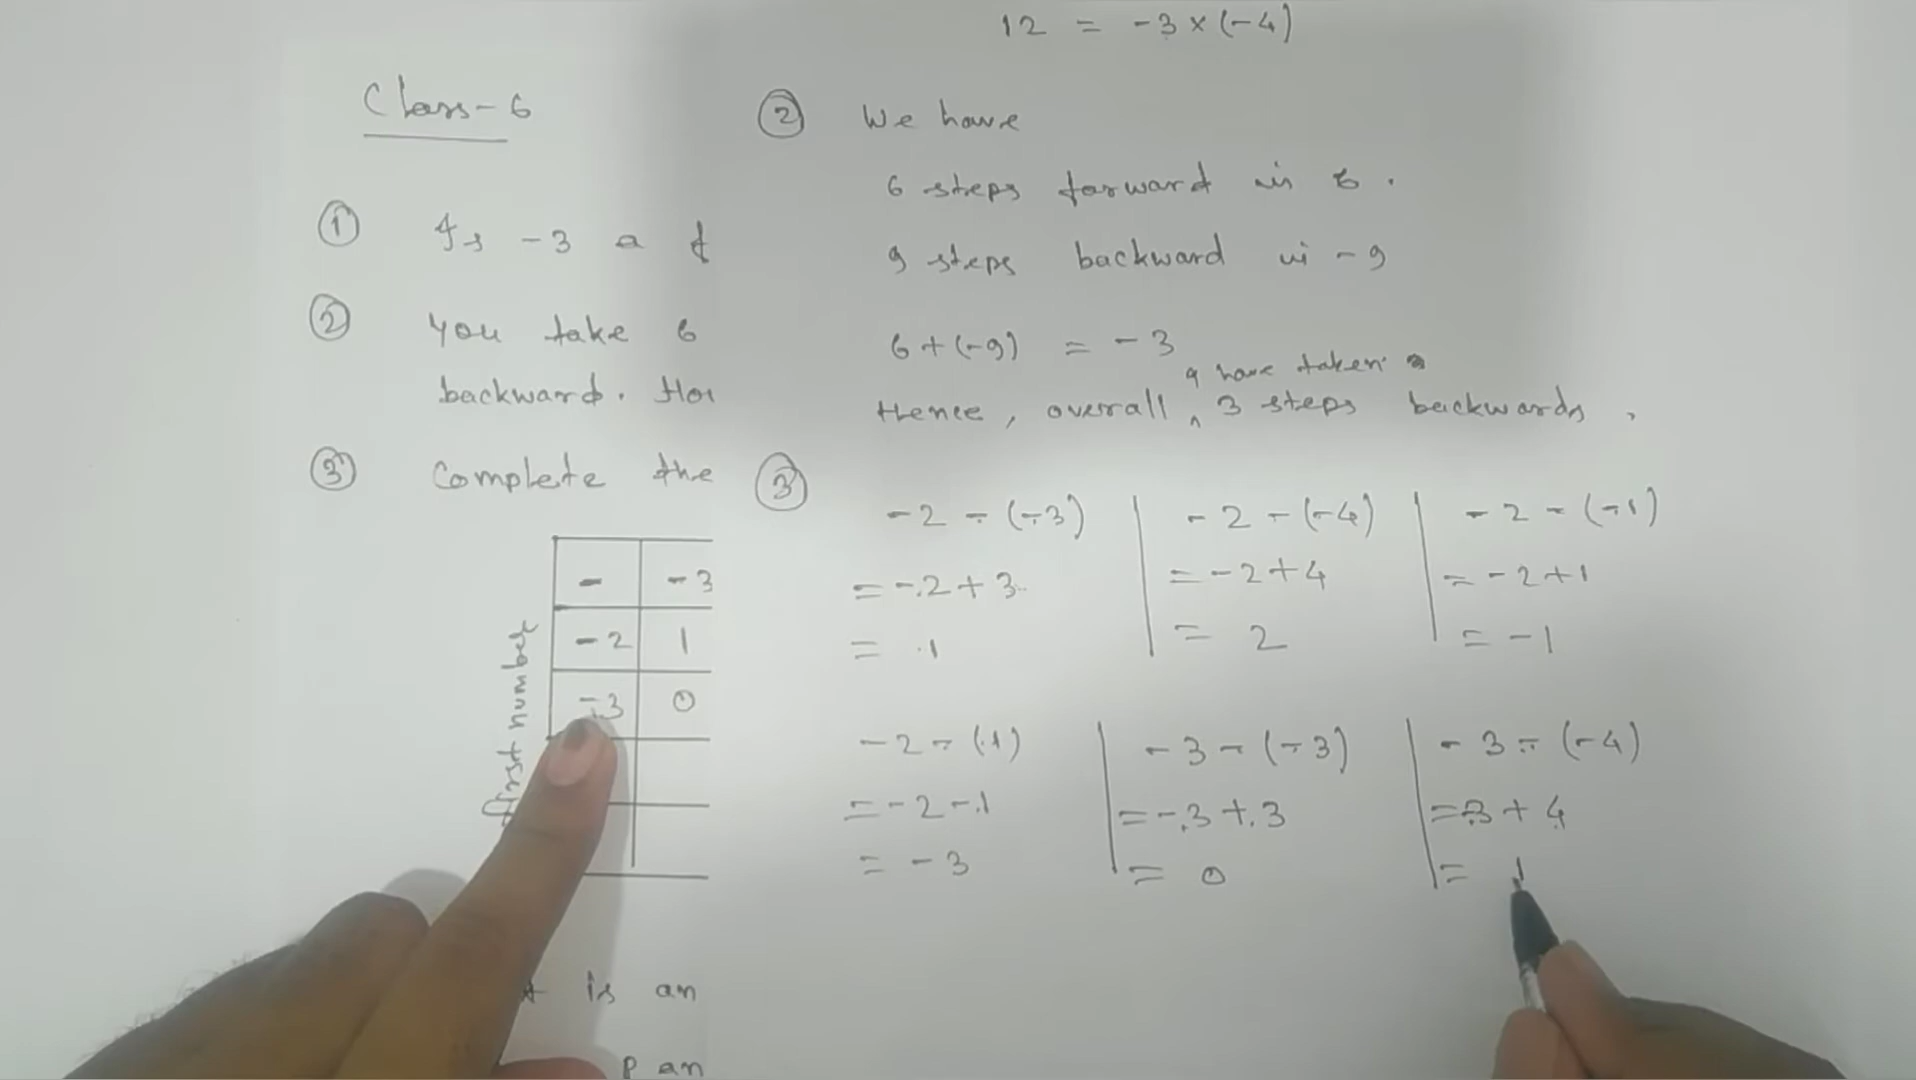 Class-6
① Is -3 a f
② You take 6
backward. Ho
③ Complete the
first number
- -3
-2 1
-3 0
is an
p an
12 = -3 × (-4)
② We have
6 steps forward is 6.
9 steps backward is -9
6+(-9) = -3
Hence, overall, 9 have taken 3 steps backwards,
③
-2-(-3)
= -2+3
= 1
-2-(-4)
= -2+4
= 2
-2-(-1)
= -2+1
= -1
-2-(1)
= -2-1
= -3
-3-(-3)
= -3+3
= 0
-3-(-4)
= -3+4
= 1